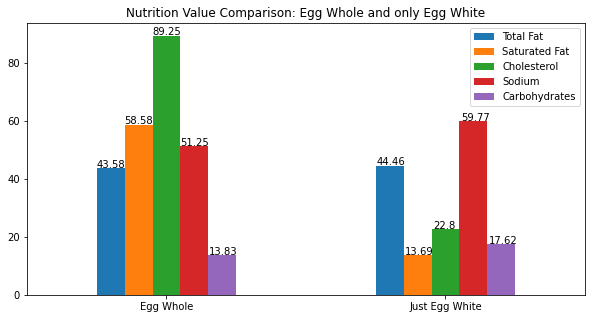 Nutrition Value Comparison: Egg Whole and only Egg White
Total Fat
Saturated Fat
Cholesterol
Sodium
Carbohydrates
80
60
40
20
0
43.58
58.58
89.25
51.25
13.83
44.46
13.69
22.8
59.77
17.62
Egg Whole
Just Egg White